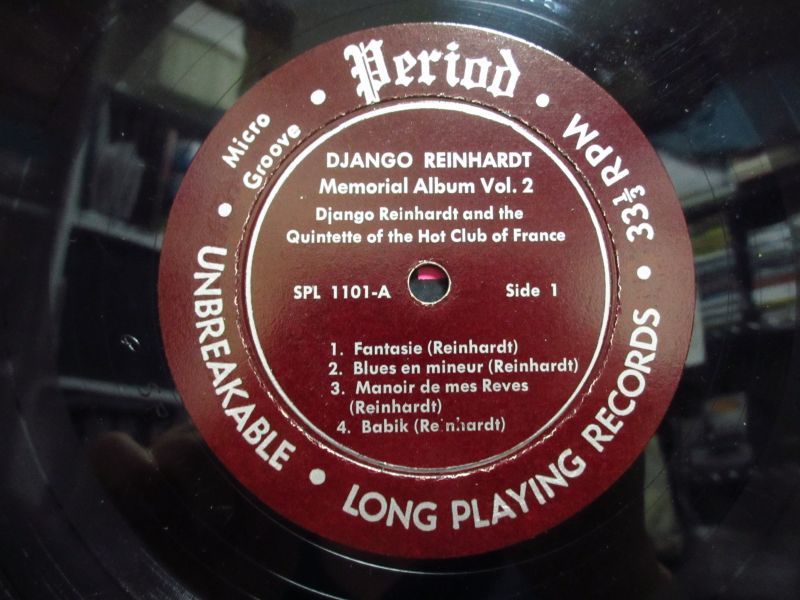 Period
Micro
Groove
33⅓ RPM
DJANGO REINHARDT
Memorial Album Vol. 2
Django Reinhardt and the
Quintette of the Hot Club of France
SPL 1101-A
Side 1
1. Fantasie (Reinhardt)
2. Blues en mineur (Reinhardt)
3. Manoir de mes Reves
(Reinhardt)
4. Babik (Reinhardt)
UNBREAKABLE
LONG PLAYING RECORDS